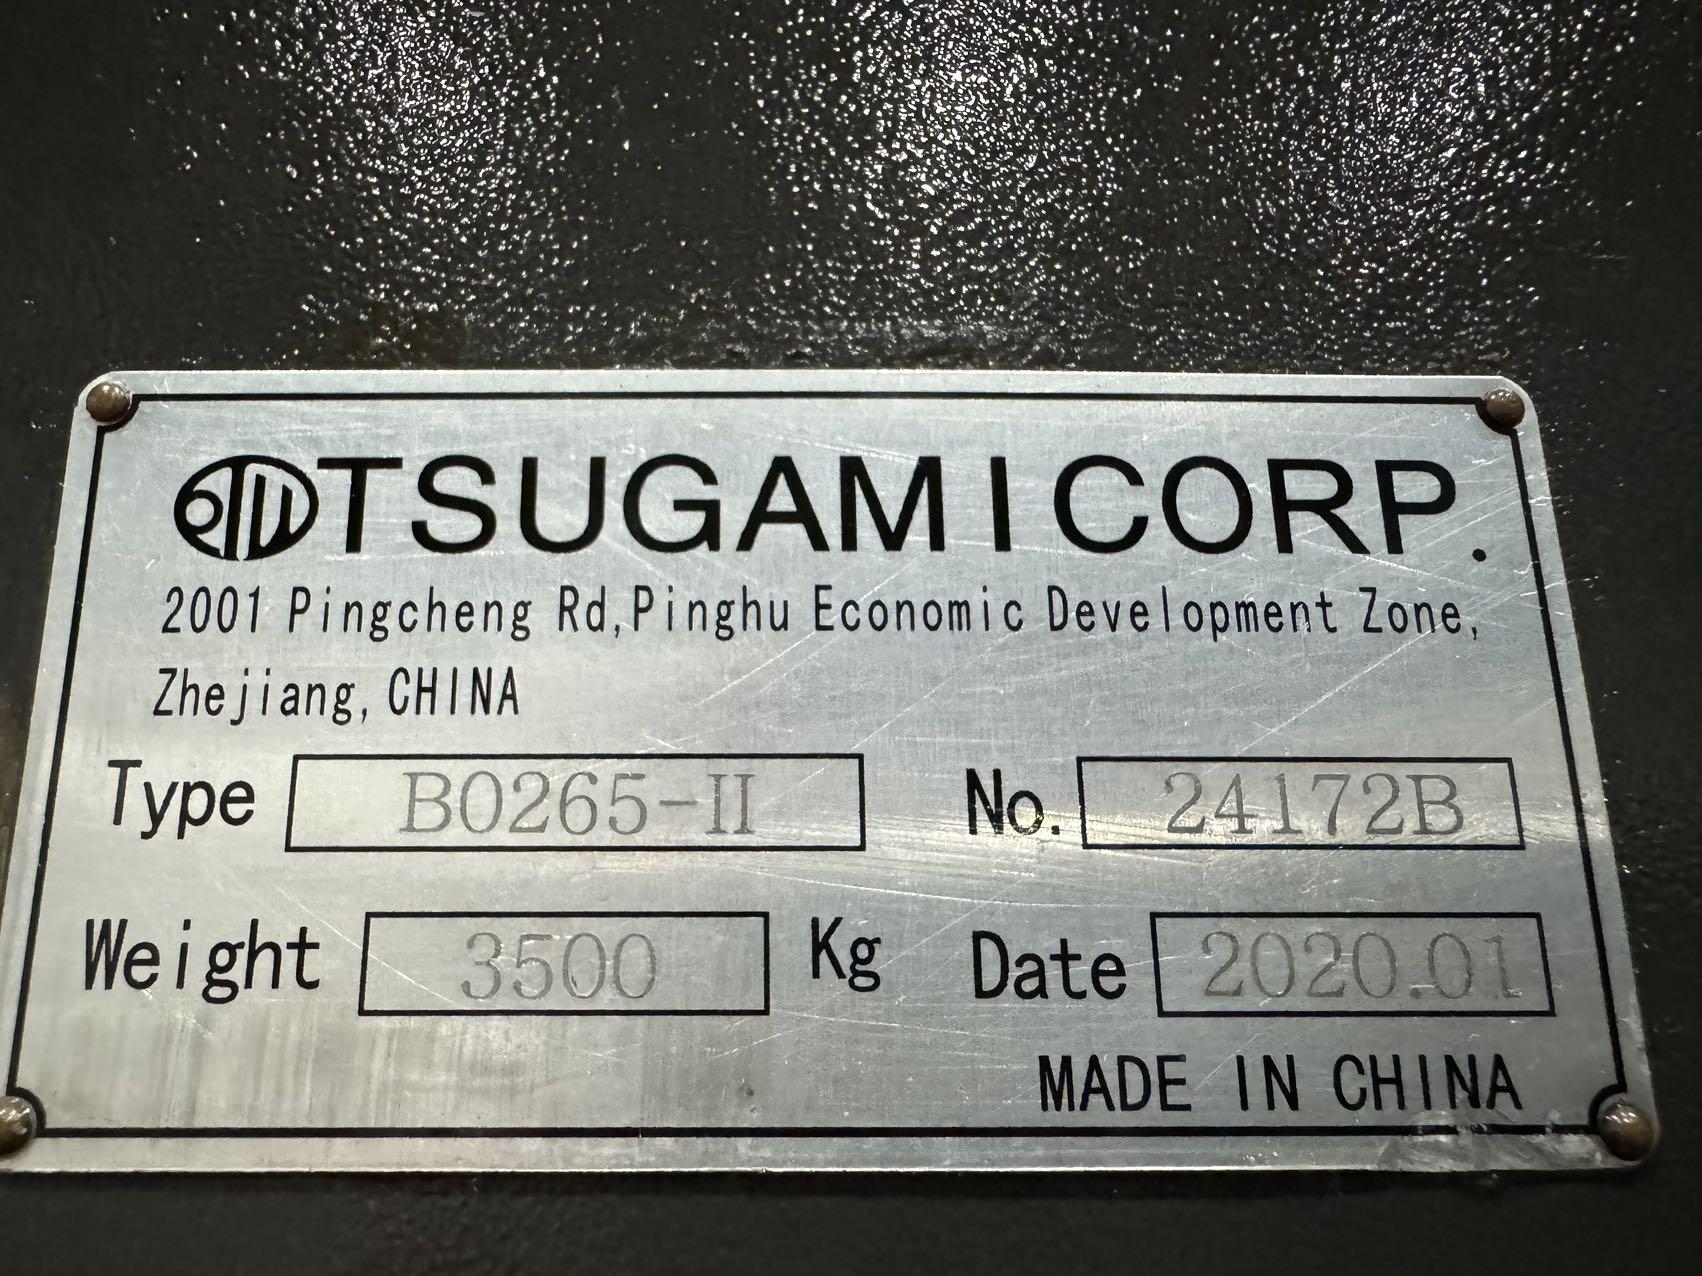 TSUGAMI CORP.
2001 Pingcheng Rd,Pinghu Economic Development Zone,
Zhejiang, CHINA
Type B0265-II No. 24172B
Weight 3500 Kg Date 2020.01
MADE IN CHINA